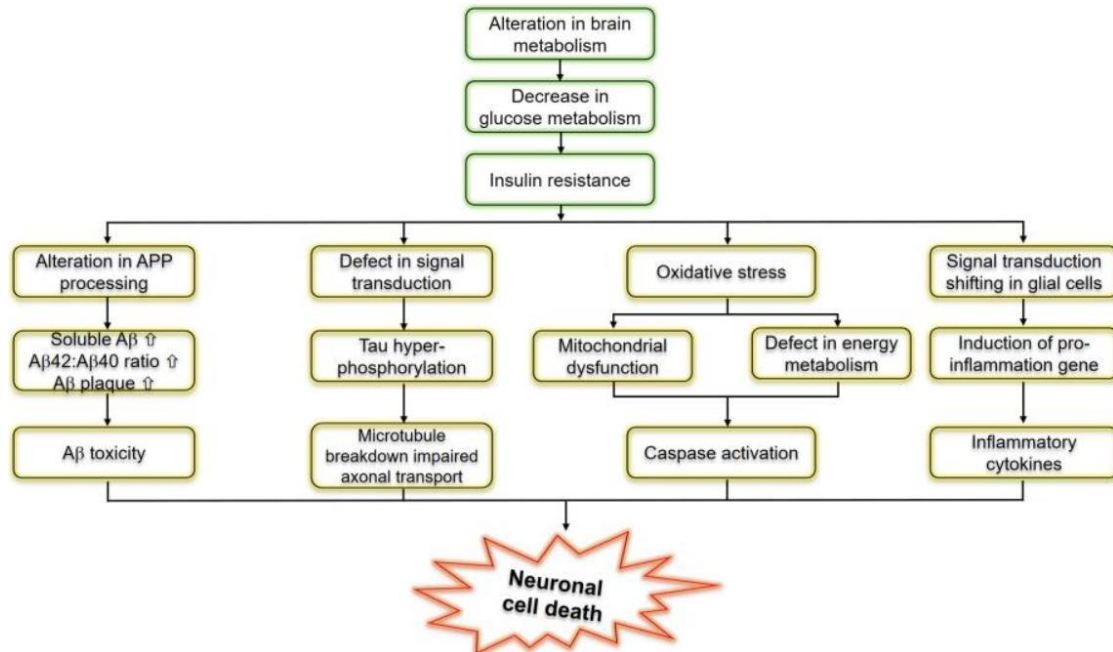 Alteration in brain
metabolism
Decrease in
glucose metabolism
Insulin resistance
Alteration in APP
processing
Defect in signal
transduction
Oxidative stress
Signal transduction
shifting in glial cells
Soluble Aβ ⇧
Aβ42:Aβ40 ratio ⇧
Aβ plaque ⇧
Tau hyper-
phosphorylation
Mitochondrial
dysfunction
Defect in energy
metabolism
Induction of pro-
inflammation gene
Aβ toxicity
Microtubule
breakdown impaired
axonal transport
Caspase activation
Inflammatory
cytokines
Neuronal
cell death